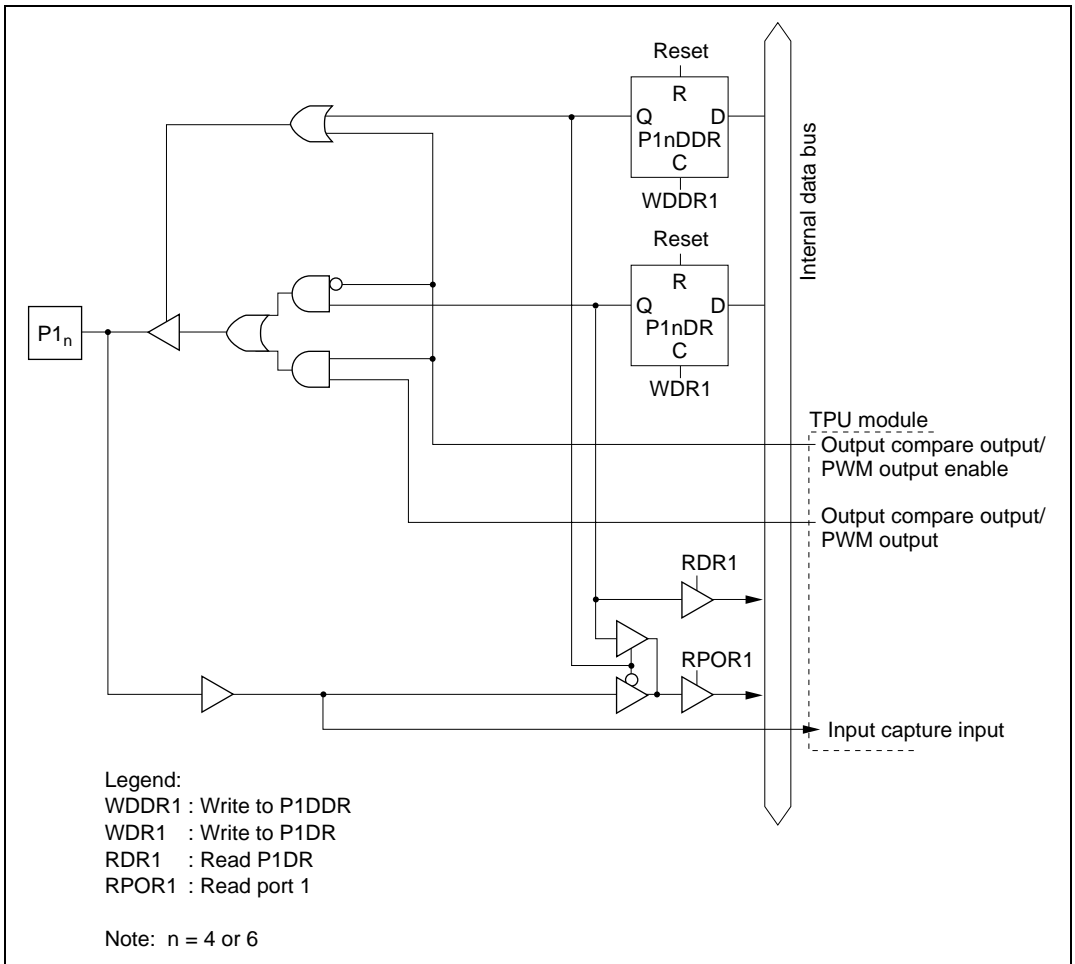 Reset
R
Q D
P1nDDR
C
WDDR1
Reset
R
Q D
P1nDR
C
WDR1
Internal data bus
P1n
TPU module
Output compare output/
PWM output enable
Output compare output/
PWM output
RDR1
RPOR1
Input capture input
Legend:
WDDR1 : Write to P1DDR
WDR1 : Write to P1DR
RDR1 : Read P1DR
RPOR1 : Read port 1
Note: n = 4 or 6